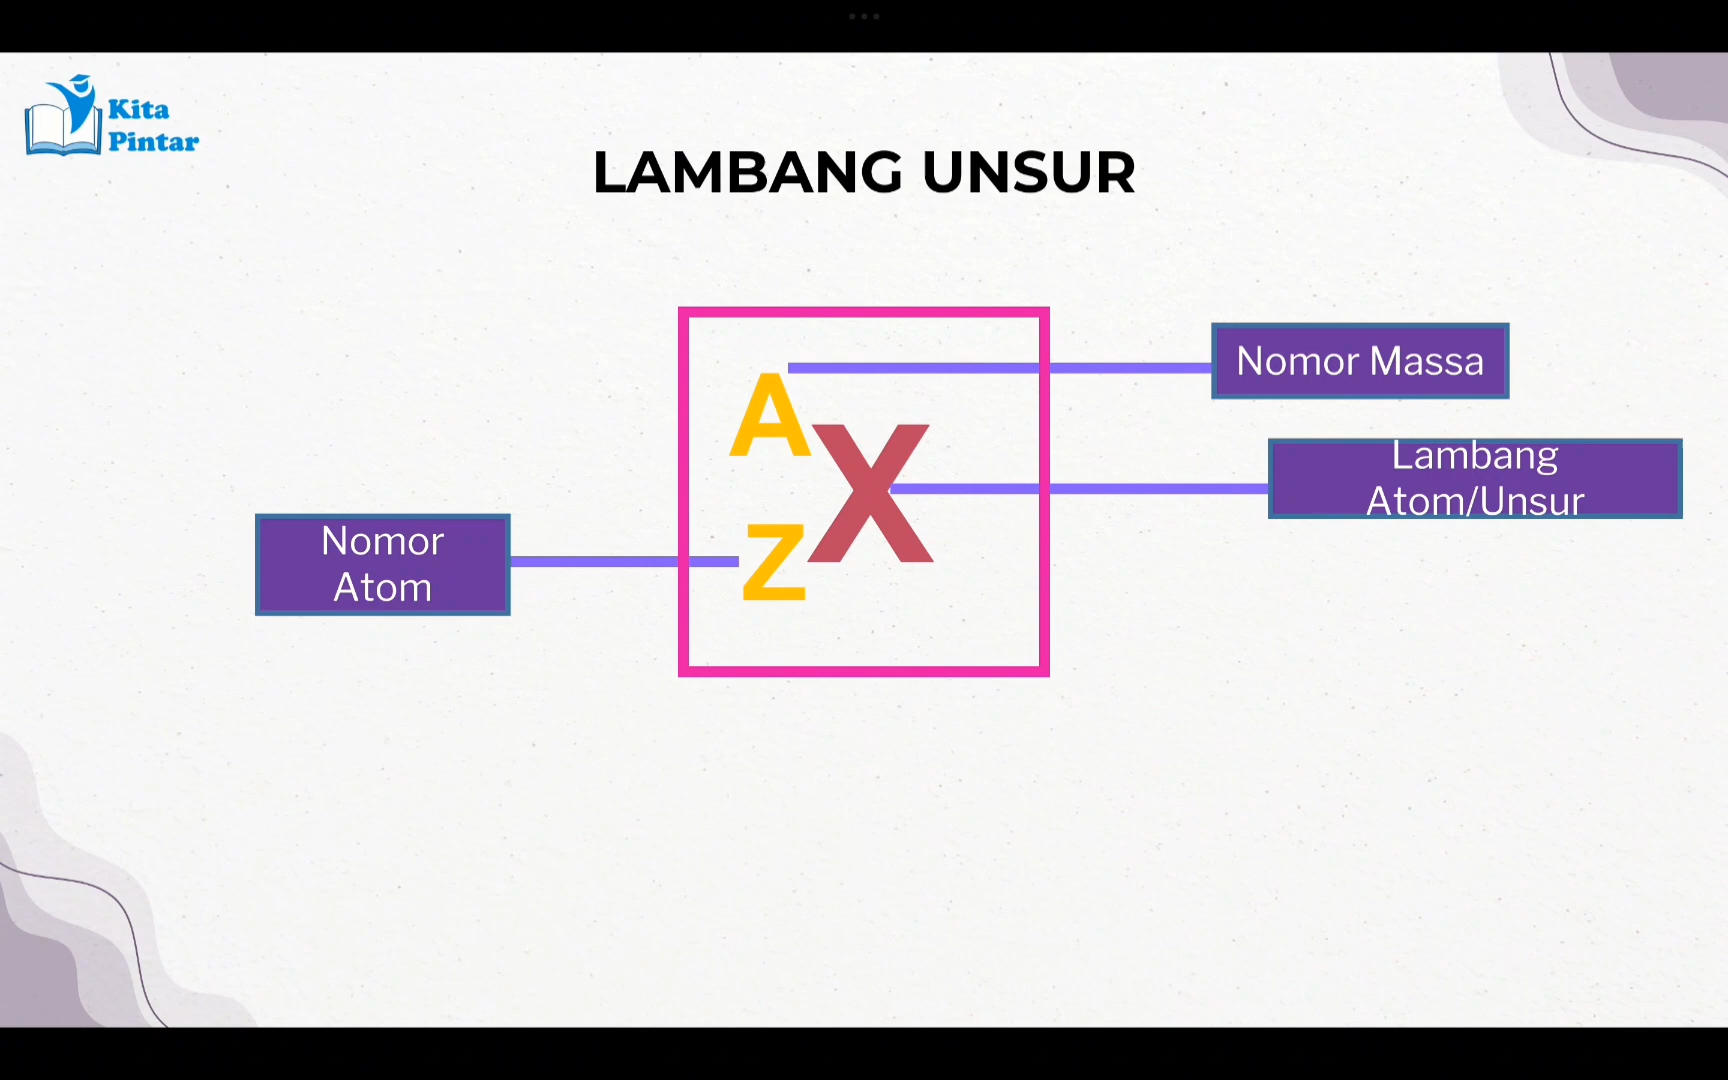 Kita
Pintar
LAMBANG UNSUR
A
X
Z
Nomor Massa
Lambang
Atom/Unsur
Nomor
Atom